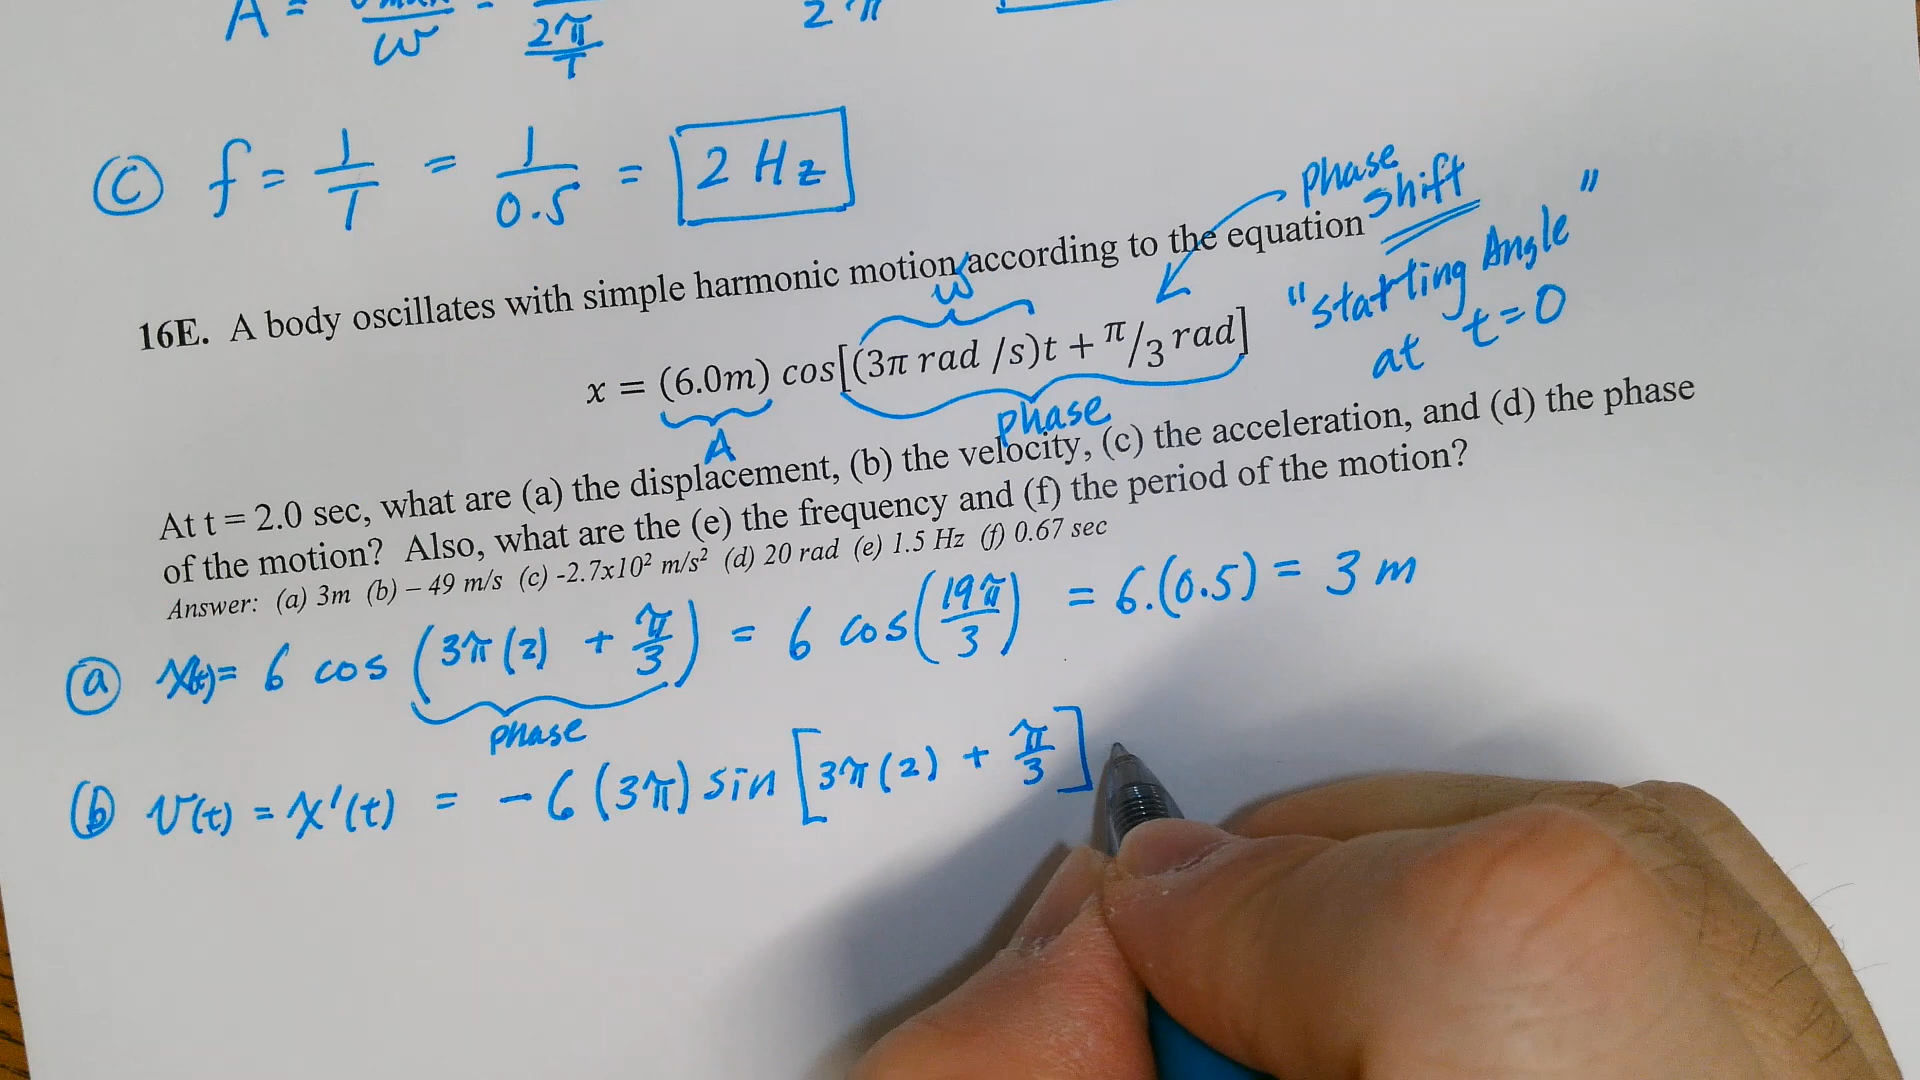 A = / ω = 2π/T 2π
ⓒ f = 1/T = 1/0.5 = 2 Hz
phase shift
"starting Angle" at t=0
16E. A body oscillates with simple harmonic motion according to the equation
ω
x = (6.0m) cos[(3π rad /s)t + π/3 rad]
A phase
At t = 2.0 sec, what are (a) the displacement, (b) the velocity, (c) the acceleration, and (d) the phase
of the motion? Also, what are the (e) the frequency and (f) the period of the motion?
Answer: (a) 3m (b) – 49 m/s (c) -2.7x10² m/s² (d) 20 rad (e) 1.5 Hz (f) 0.67 sec
ⓐ x(t)= 6 cos (3π(2) + π/3) = 6 cos(19π/3) = 6.(0.5) = 3 m
phase
ⓑ v(t) = x'(t) = -6(3π) sin [3π(2) + π/3]